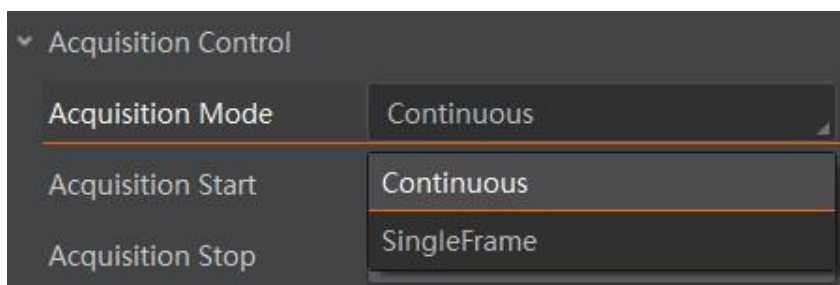 Acquisition Control
Acquisition Mode Continuous
Acquisition Start Continuous
Acquisition Stop SingleFrame